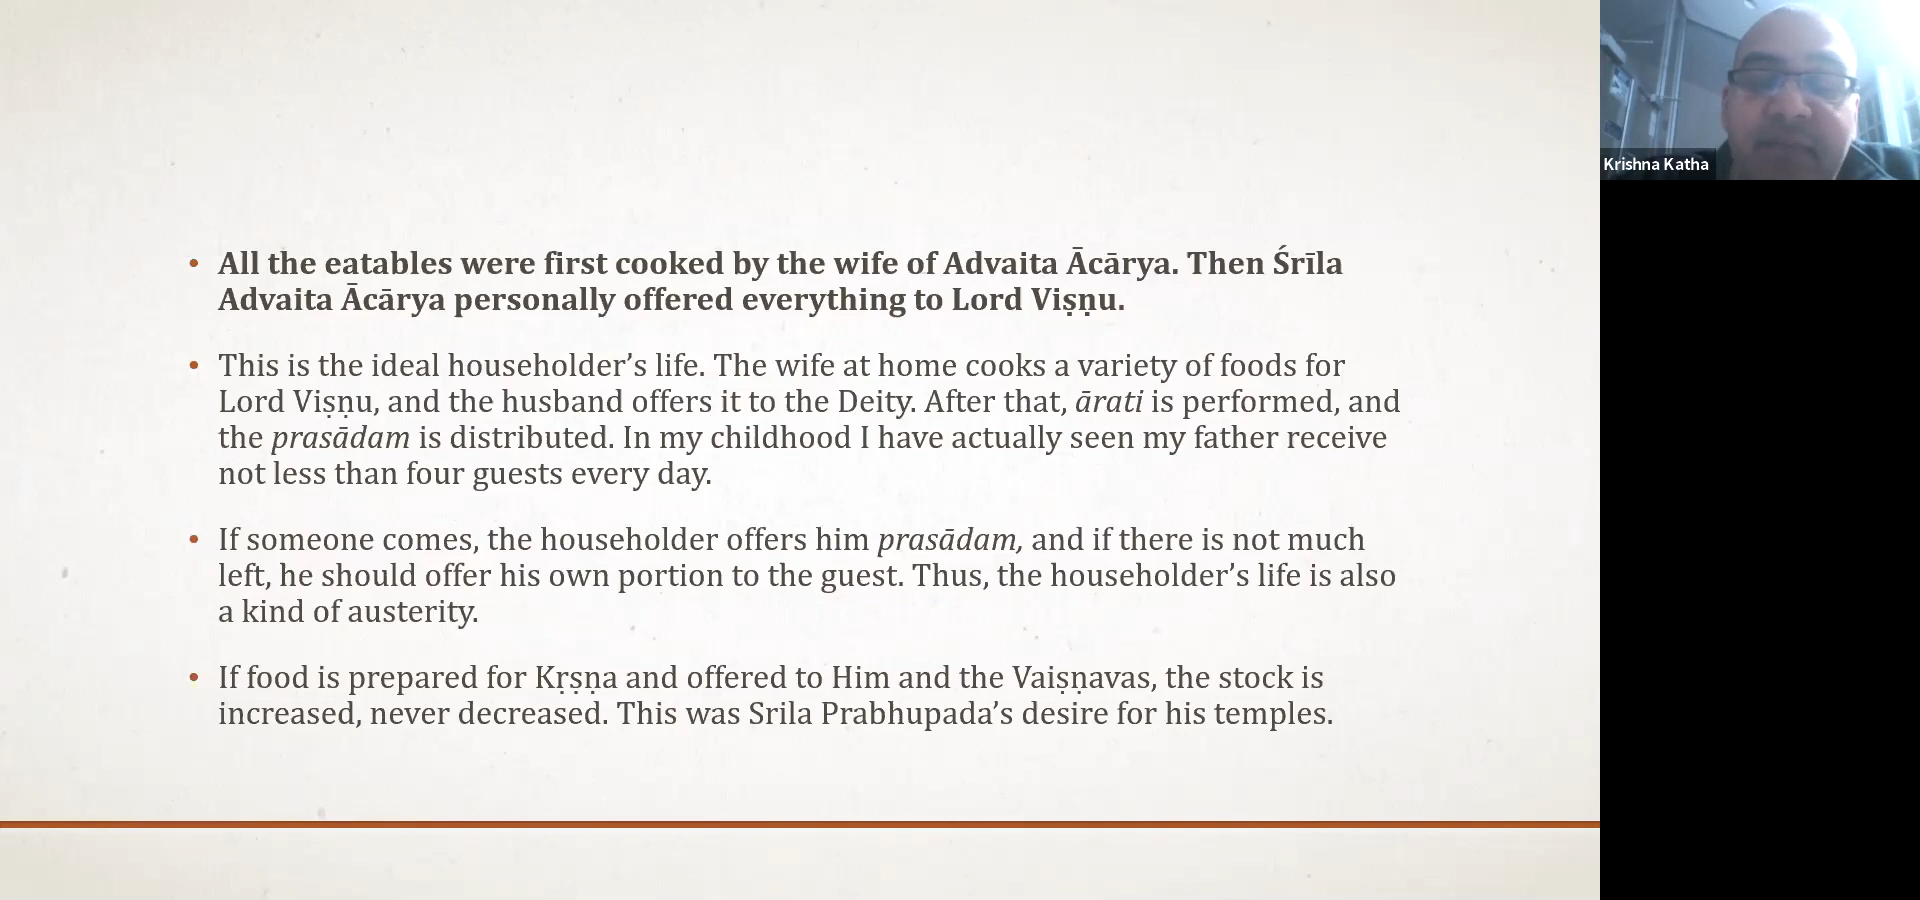 • All the eatables were first cooked by the wife of Advaita Ācārya. Then Śrīla
Advaita Ācārya personally offered everything to Lord Viṣṇu.
• This is the ideal householder’s life. The wife at home cooks a variety of foods for
Lord Viṣṇu, and the husband offers it to the Deity. After that, ārati is performed, and
the prasādam is distributed. In my childhood I have actually seen my father receive
not less than four guests every day.
• If someone comes, the householder offers him prasādam, and if there is not much
left, he should offer his own portion to the guest. Thus, the householder’s life is also
a kind of austerity.
• If food is prepared for Kṛṣṇa and offered to Him and the Vaiṣṇavas, the stock is
increased, never decreased. This was Srila Prabhupada’s desire for his temples.
Krishna Katha